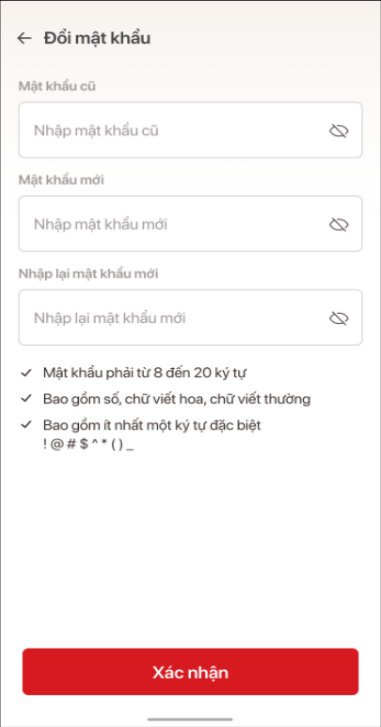 Đổi mật khẩu
Mật khẩu cũ
Nhập mật khẩu cũ
Mật khẩu mới
Nhập mật khẩu mới
Nhập lại mật khẩu mới
Nhập lại mật khẩu mới
Mật khẩu phải từ 8 đến 20 ký tự
Bao gồm số, chữ viết hoa, chữ viết thường
Bao gồm ít nhất một ký tự đặc biệt
! @ # $ ^ * ( ) _
Xác nhận